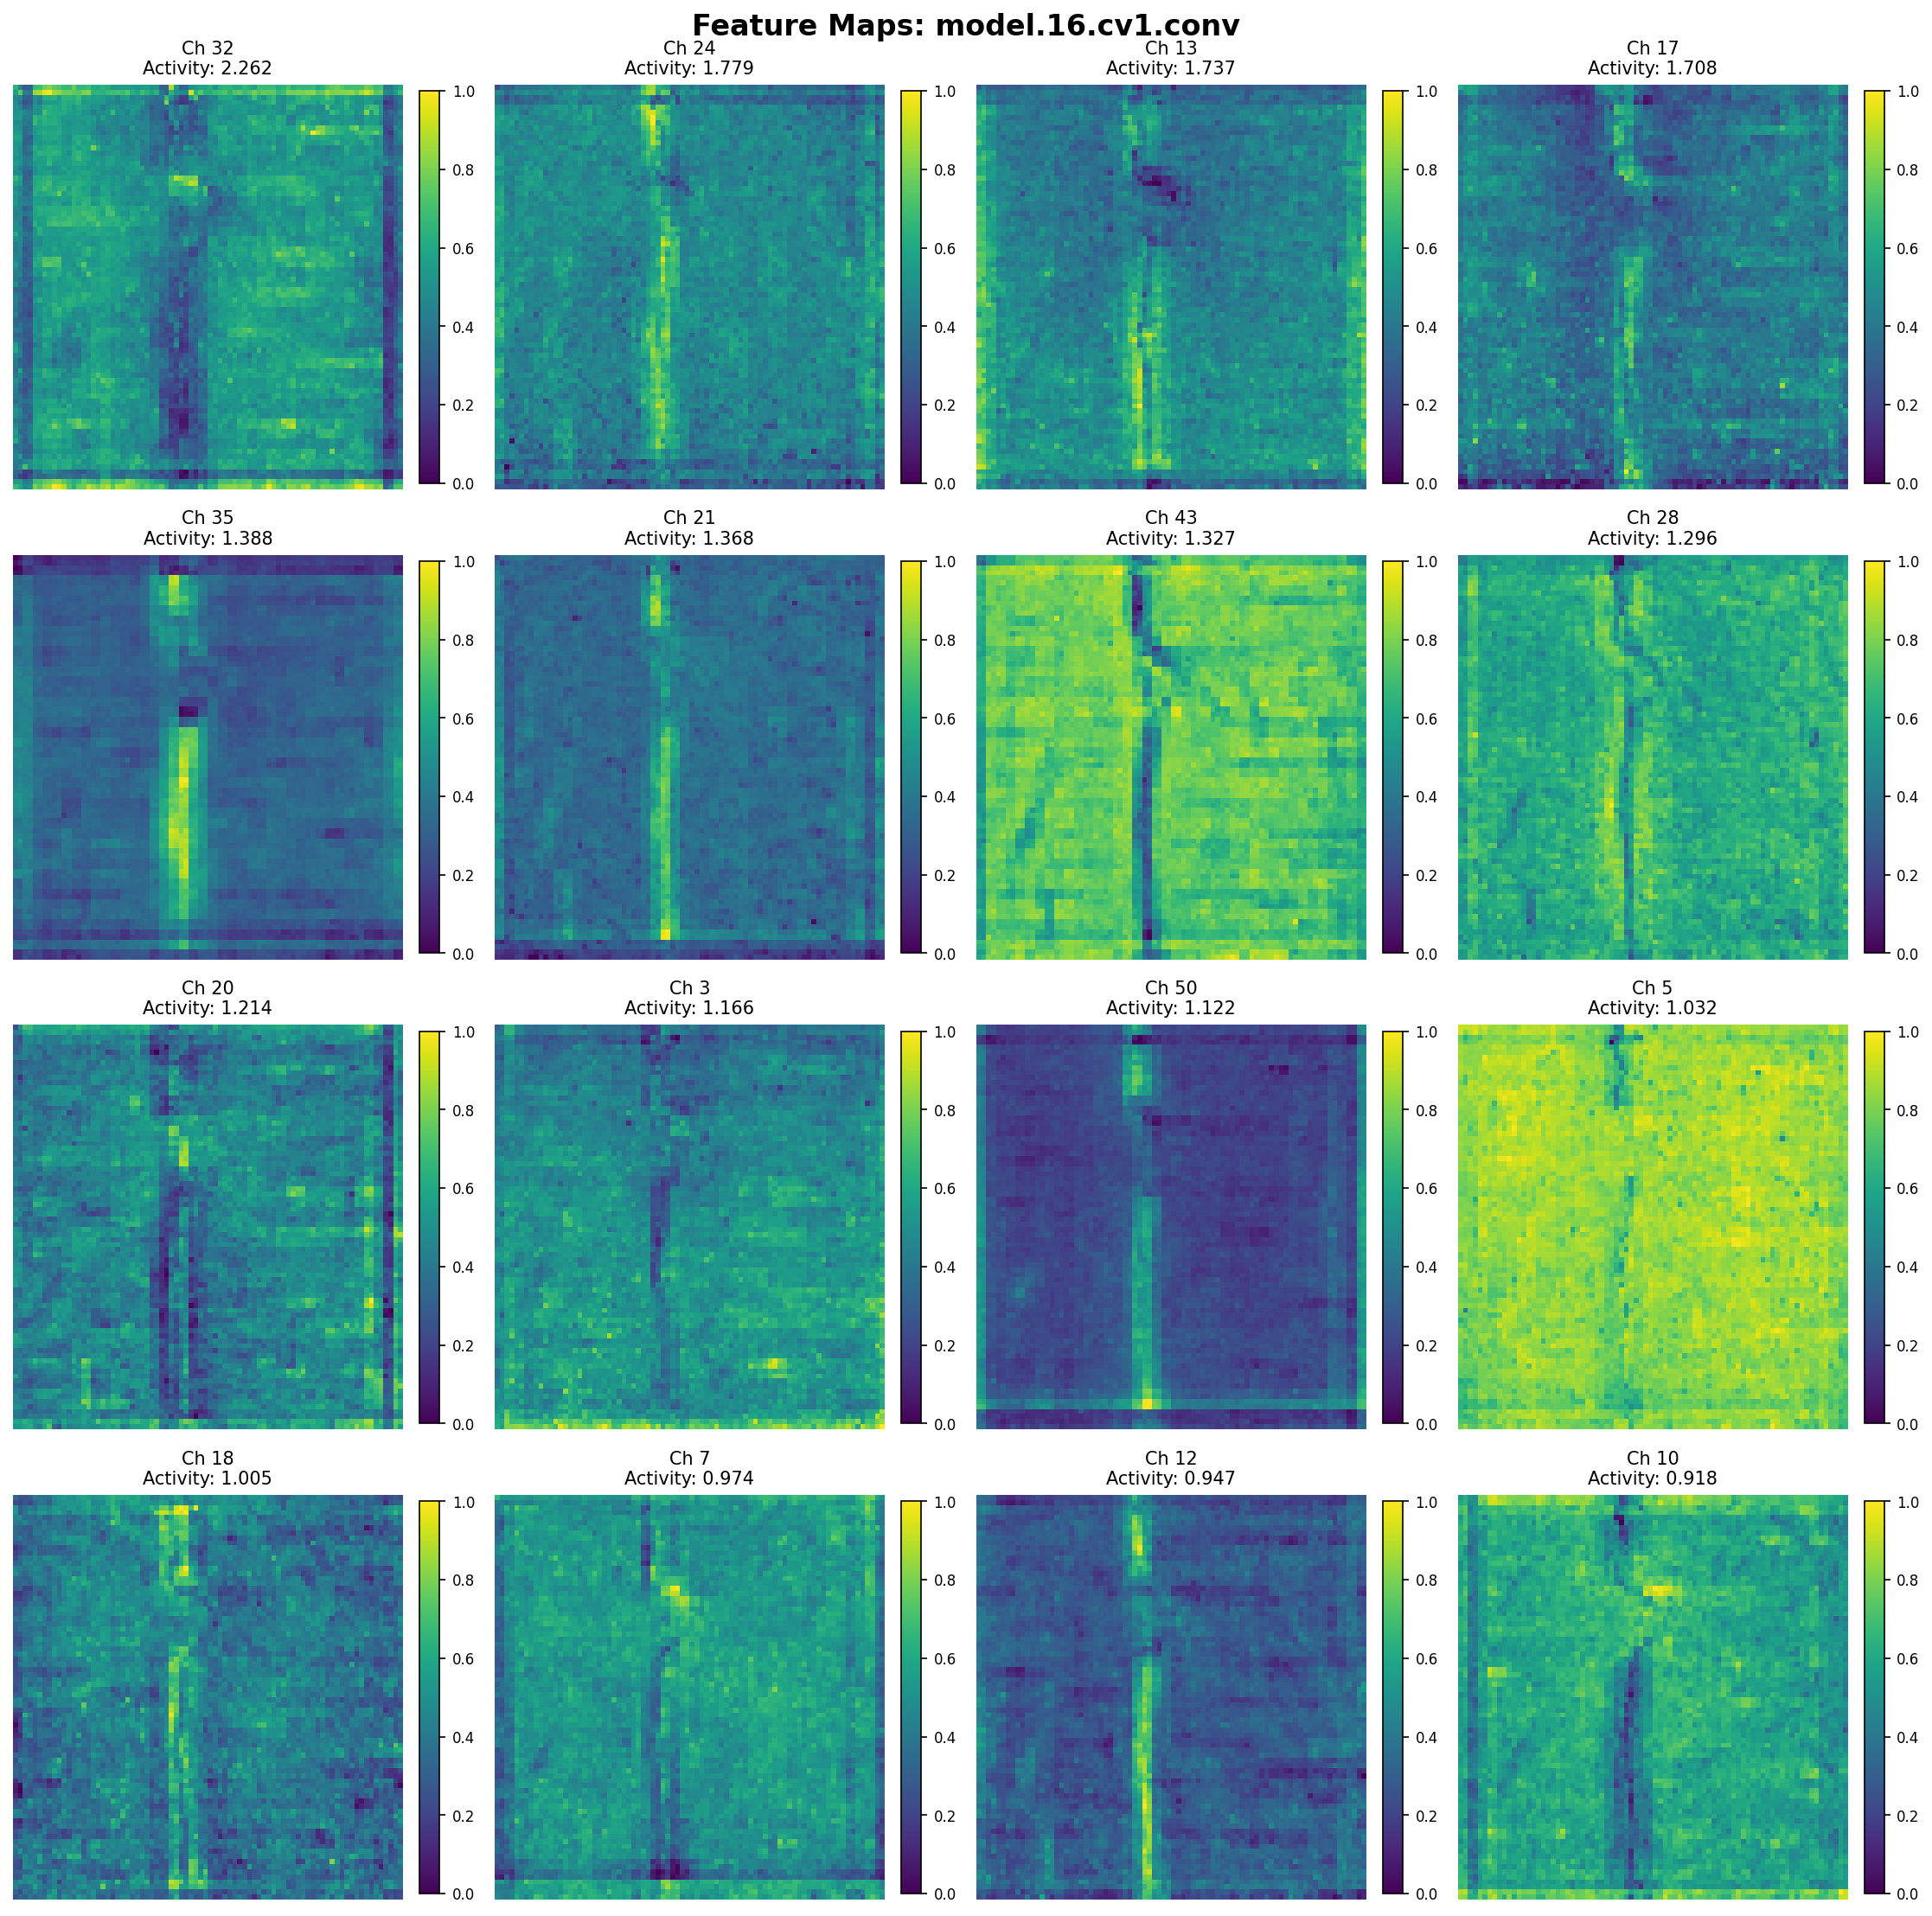 Feature Maps: model.16.cv1.conv
Ch 32
Activity: 2.262
1.0
0.8
0.6
0.4
0.2
0.0
Ch 24
Activity: 1.779
1.0
0.8
0.6
0.4
0.2
0.0
Ch 13
Activity: 1.737
1.0
0.8
0.6
0.4
0.2
0.0
Ch 17
Activity: 1.708
1.0
0.8
0.6
0.4
0.2
0.0
Ch 35
Activity: 1.388
1.0
0.8
0.6
0.4
0.2
0.0
Ch 21
Activity: 1.368
1.0
0.8
0.6
0.4
0.2
0.0
Ch 43
Activity: 1.327
1.0
0.8
0.6
0.4
0.2
0.0
Ch 28
Activity: 1.296
1.0
0.8
0.6
0.4
0.2
0.0
Ch 20
Activity: 1.214
1.0
0.8
0.6
0.4
0.2
0.0
Ch 3
Activity: 1.166
1.0
0.8
0.6
0.4
0.2
0.0
Ch 50
Activity: 1.122
1.0
0.8
0.6
0.4
0.2
0.0
Ch 5
Activity: 1.032
1.0
0.8
0.6
0.4
0.2
0.0
Ch 18
Activity: 1.005
1.0
0.8
0.6
0.4
0.2
0.0
Ch 7
Activity: 0.974
1.0
0.8
0.6
0.4
0.2
0.0
Ch 12
Activity: 0.947
1.0
0.8
0.6
0.4
0.2
0.0
Ch 10
Activity: 0.918
1.0
0.8
0.6
0.4
0.2
0.0